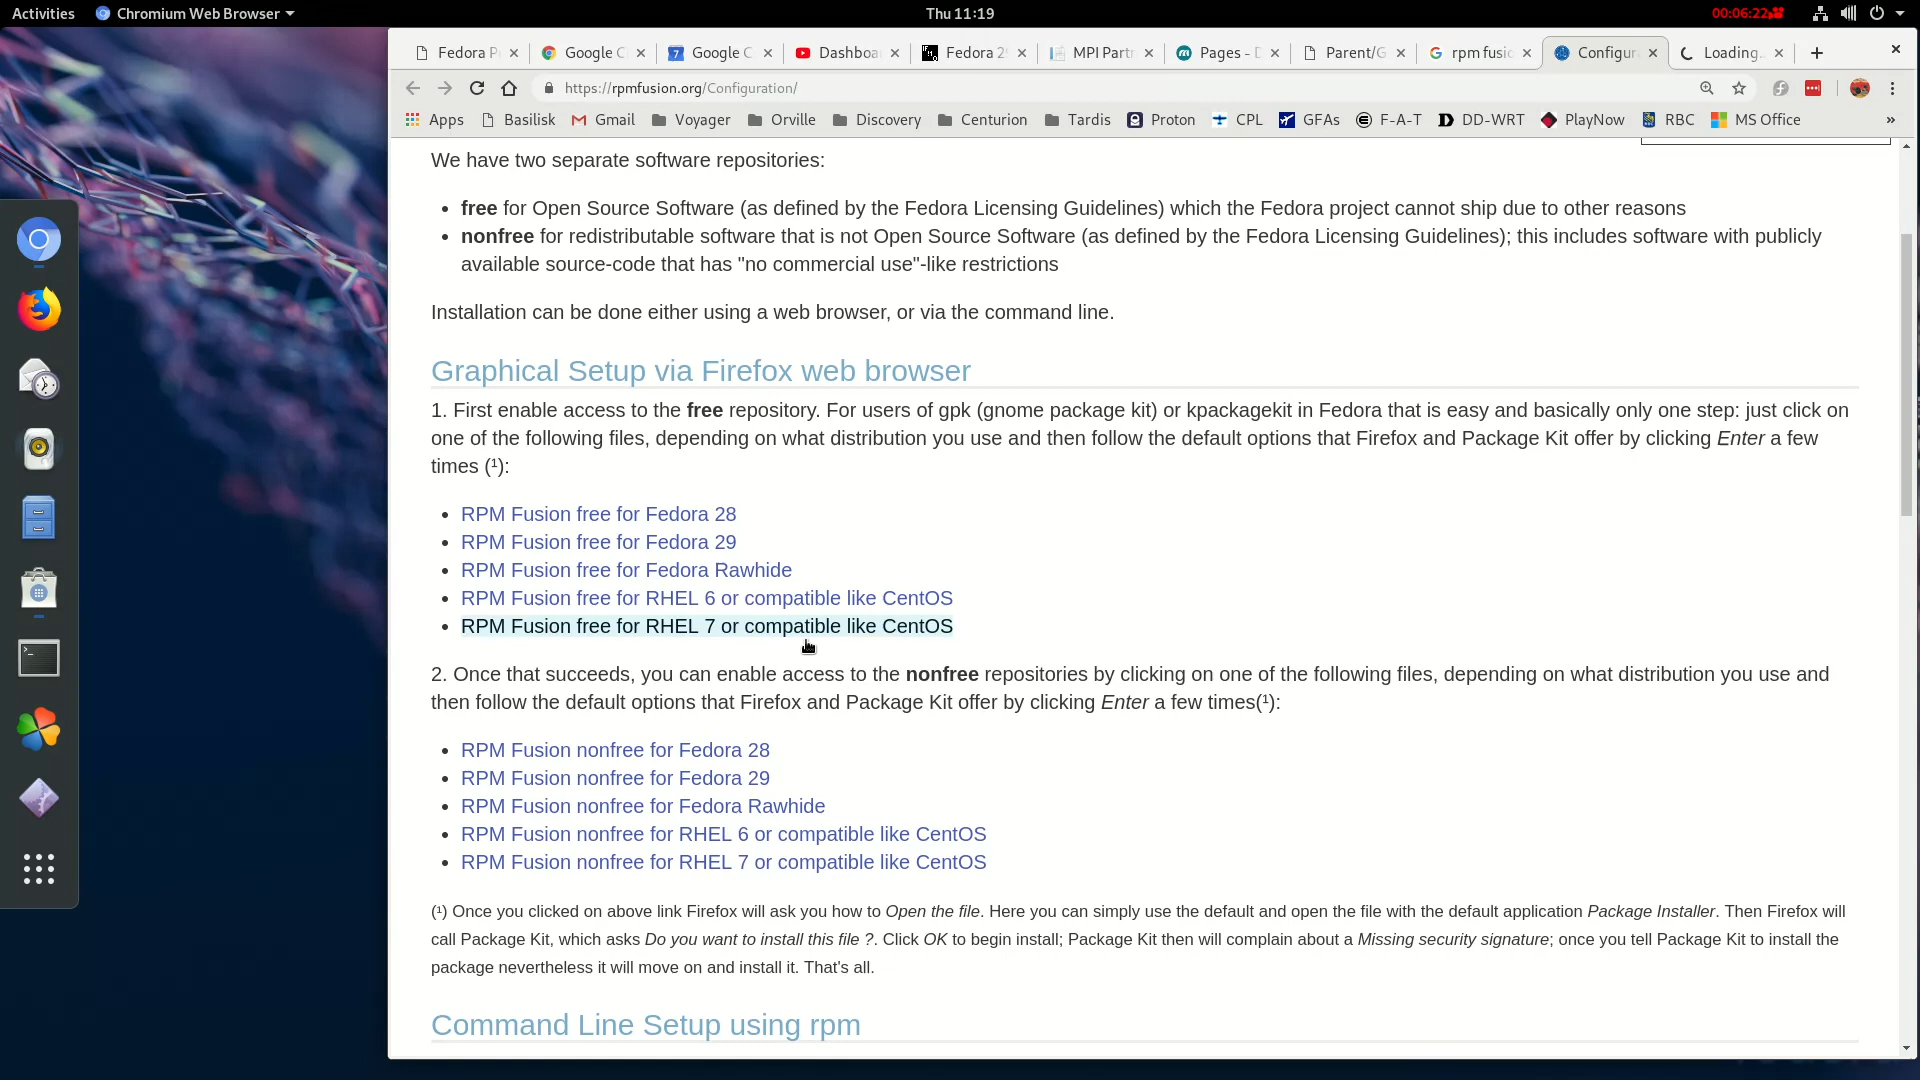 Activities Chromium Web Browser Thu 11:19 00:06:22
Fedora P Google C Google C Dashboa Fedora 2 MPI Part Pages - D Parent/G rpm fusio Configur Loading..
https://rpmfusion.org/Configuration/
Apps Basilisk Gmail Voyager Orville Discovery Centurion Tardis Proton CPL GFAs F-A-T DD-WRT PlayNow RBC MS Office »
We have two separate software repositories:
• free for Open Source Software (as defined by the Fedora Licensing Guidelines) which the Fedora project cannot ship due to other reasons
• nonfree for redistributable software that is not Open Source Software (as defined by the Fedora Licensing Guidelines); this includes software with publicly
available source-code that has "no commercial use"-like restrictions
Installation can be done either using a web browser, or via the command line.
Graphical Setup via Firefox web browser
1. First enable access to the free repository. For users of gpk (gnome package kit) or kpackagekit in Fedora that is easy and basically only one step: just click on
one of the following files, depending on what distribution you use and then follow the default options that Firefox and Package Kit offer by clicking Enter a few
times (¹):
• RPM Fusion free for Fedora 28
• RPM Fusion free for Fedora 29
• RPM Fusion free for Fedora Rawhide
• RPM Fusion free for RHEL 6 or compatible like CentOS
• RPM Fusion free for RHEL 7 or compatible like CentOS
2. Once that succeeds, you can enable access to the nonfree repositories by clicking on one of the following files, depending on what distribution you use and
then follow the default options that Firefox and Package Kit offer by clicking Enter a few times(¹):
• RPM Fusion nonfree for Fedora 28
• RPM Fusion nonfree for Fedora 29
• RPM Fusion nonfree for Fedora Rawhide
• RPM Fusion nonfree for RHEL 6 or compatible like CentOS
• RPM Fusion nonfree for RHEL 7 or compatible like CentOS
(¹) Once you clicked on above link Firefox will ask you how to Open the file. Here you can simply use the default and open the file with the default application Package Installer. Then Firefox will
call Package Kit, which asks Do you want to install this file ?. Click OK to begin install; Package Kit then will complain about a Missing security signature; once you tell Package Kit to install the
package nevertheless it will move on and install it. That's all.
Command Line Setup using rpm